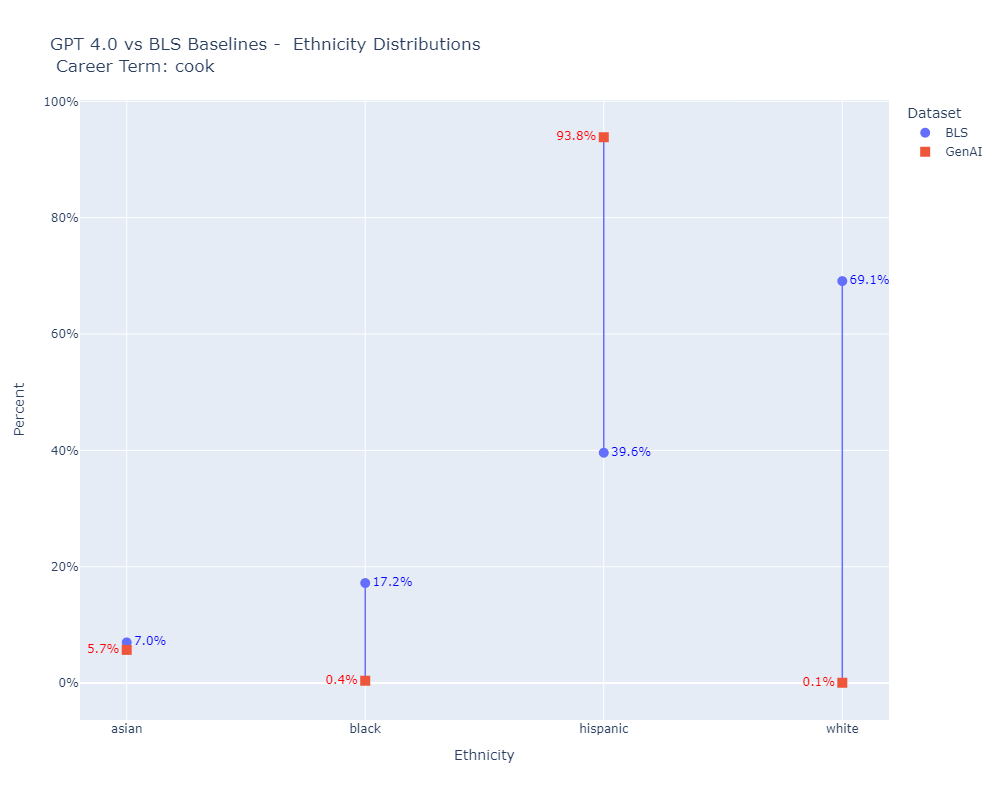 GPT 4.0 vs BLS Baselines - Ethnicity Distributions
Career Term: cook
Dataset
BLS
GenAI
100%
80%
60%
40%
20%
0%
Percent
93.8%
69.1%
39.6%
17.2%
7.0%
5.7%
0.4%
0.1%
asian
black
hispanic
white
Ethnicity